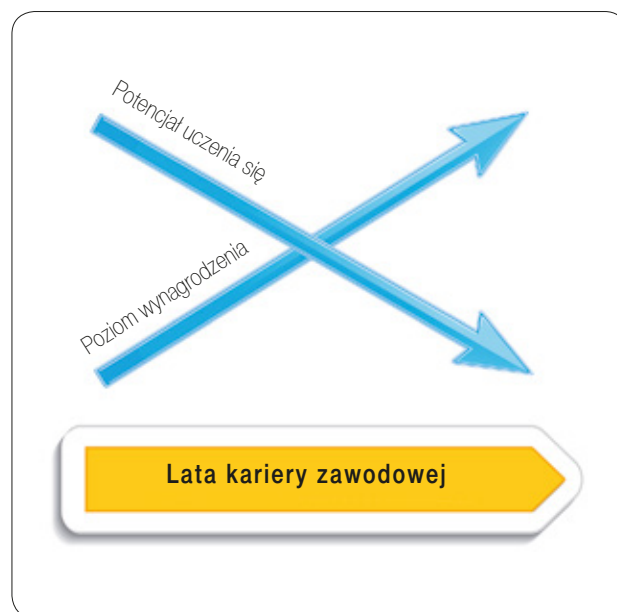 Potencjał uczenia się
Poziom wynagrodzenia
Lata kariery zawodowej